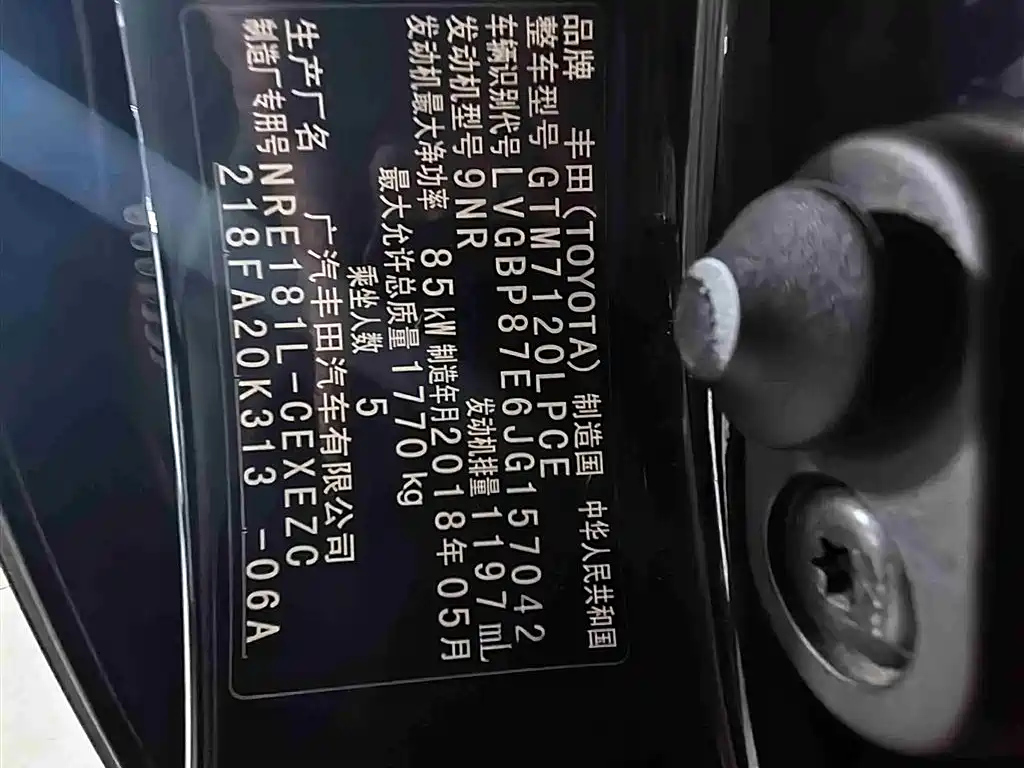 品牌 丰田(TOYOTA) 制造国 中华人民共和国
整车型号 GTM7120LPCE
车辆识别代号 LVGBP87E6JG157042
发动机型号 9NR 发动机排量 1197mL
发动机最大净功率 85kW 制造年月 2018年05月
最大允许总质量 1770kg
乘坐人数 5
生产厂名 广汽丰田汽车有限公司
制造厂专用号 NRE181L-CEXEZC
218FA20K313 -06A